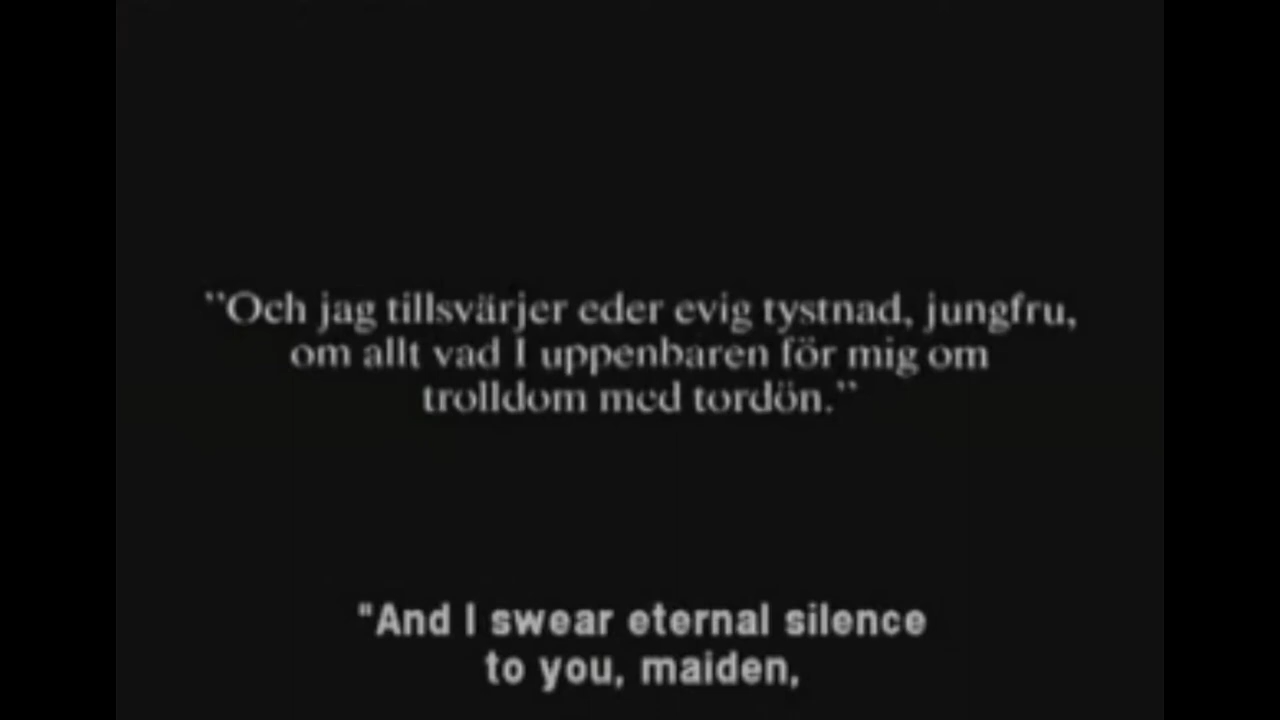 ”Och jag tillsvärjer eder evig tystnad, jungfru,
om allt vad I uppenbaren för mig om
trolldom med tordön.”
"And I swear eternal silence
to you, maiden,